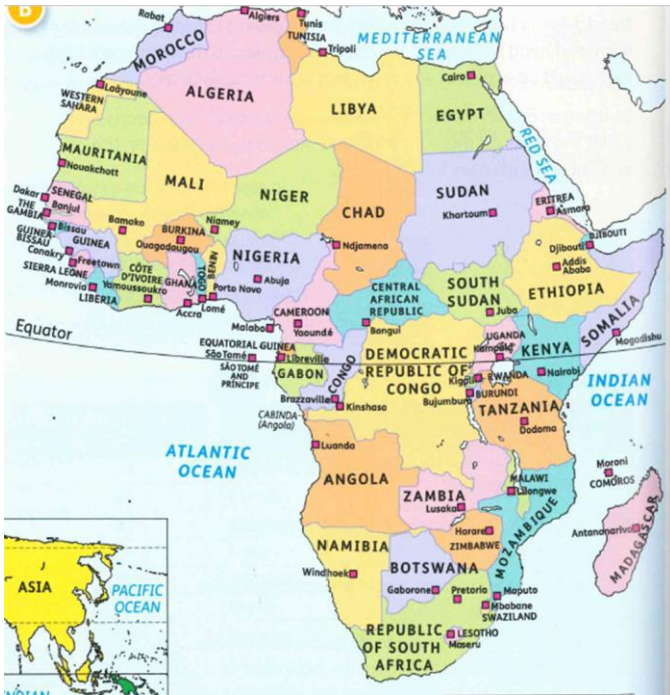 B
Rabat
Algiers
Tunis
TUNISIA
Tripoli
MEDITERRANEAN
SEA
MOROCCO
Laâyoune
WESTERN
SAHARA
ALGERIA
LIBYA
Cairo
EGYPT
RED SEA
MAURITANIA
Nouakchott
MALI
NIGER
CHAD
SUDAN
Khartoum
ERITREA
Asmara
Dakar
SENEGAL
THE
GAMBIA
Banjul
GUINEA-
BISSAU
Bissau
GUINEA
Conakry
Freetown
SIERRA LEONE
Monrovia
LIBERIA
Bamako
BURKINA
Ouagadougou
Niamey
CÔTE
D'IVOIRE
Yamoussoukro
GHANA
Accra
TOGO
Lomé
BENIN
Porto Novo
NIGERIA
Abuja
Ndjamena
DJIBOUTI
Djibouti
Addis
Ababa
ETHIOPIA
SOMALIA
Mogadishu
CENTRAL
AFRICAN
REPUBLIC
Bangui
SOUTH
SUDAN
Juba
CAMEROON
Yaoundé
Malabo
Equator
EQUATORIAL GUINEA
São Tomé
SÃO TOMÉ
AND
PRÍNCIPE
Libreville
GABON
CONGO
Brazzaville
Kinshasa
CABINDA
(Angola)
DEMOCRATIC
REPUBLIC OF
CONGO
UGANDA
Kampala
KENYA
Nairobi
Kigali
RWANDA
Bujumbura
BURUNDI
TANZANIA
Dodoma
INDIAN
OCEAN
ATLANTIC
OCEAN
Luanda
ANGOLA
ZAMBIA
Lusaka
MALAWI
Lilongwe
Moroni
COMOROS
Antananarivo
MADAGASCAR
MOZAMBIQUE
Harare
ZIMBABWE
NAMIBIA
Windhoek
BOTSWANA
Gaborone
Pretoria
Maputo
Mbabane
SWAZILAND
REPUBLIC
OF SOUTH
AFRICA
LESOTHO
Maseru
ASIA
PACIFIC
OCEAN
INDIAN